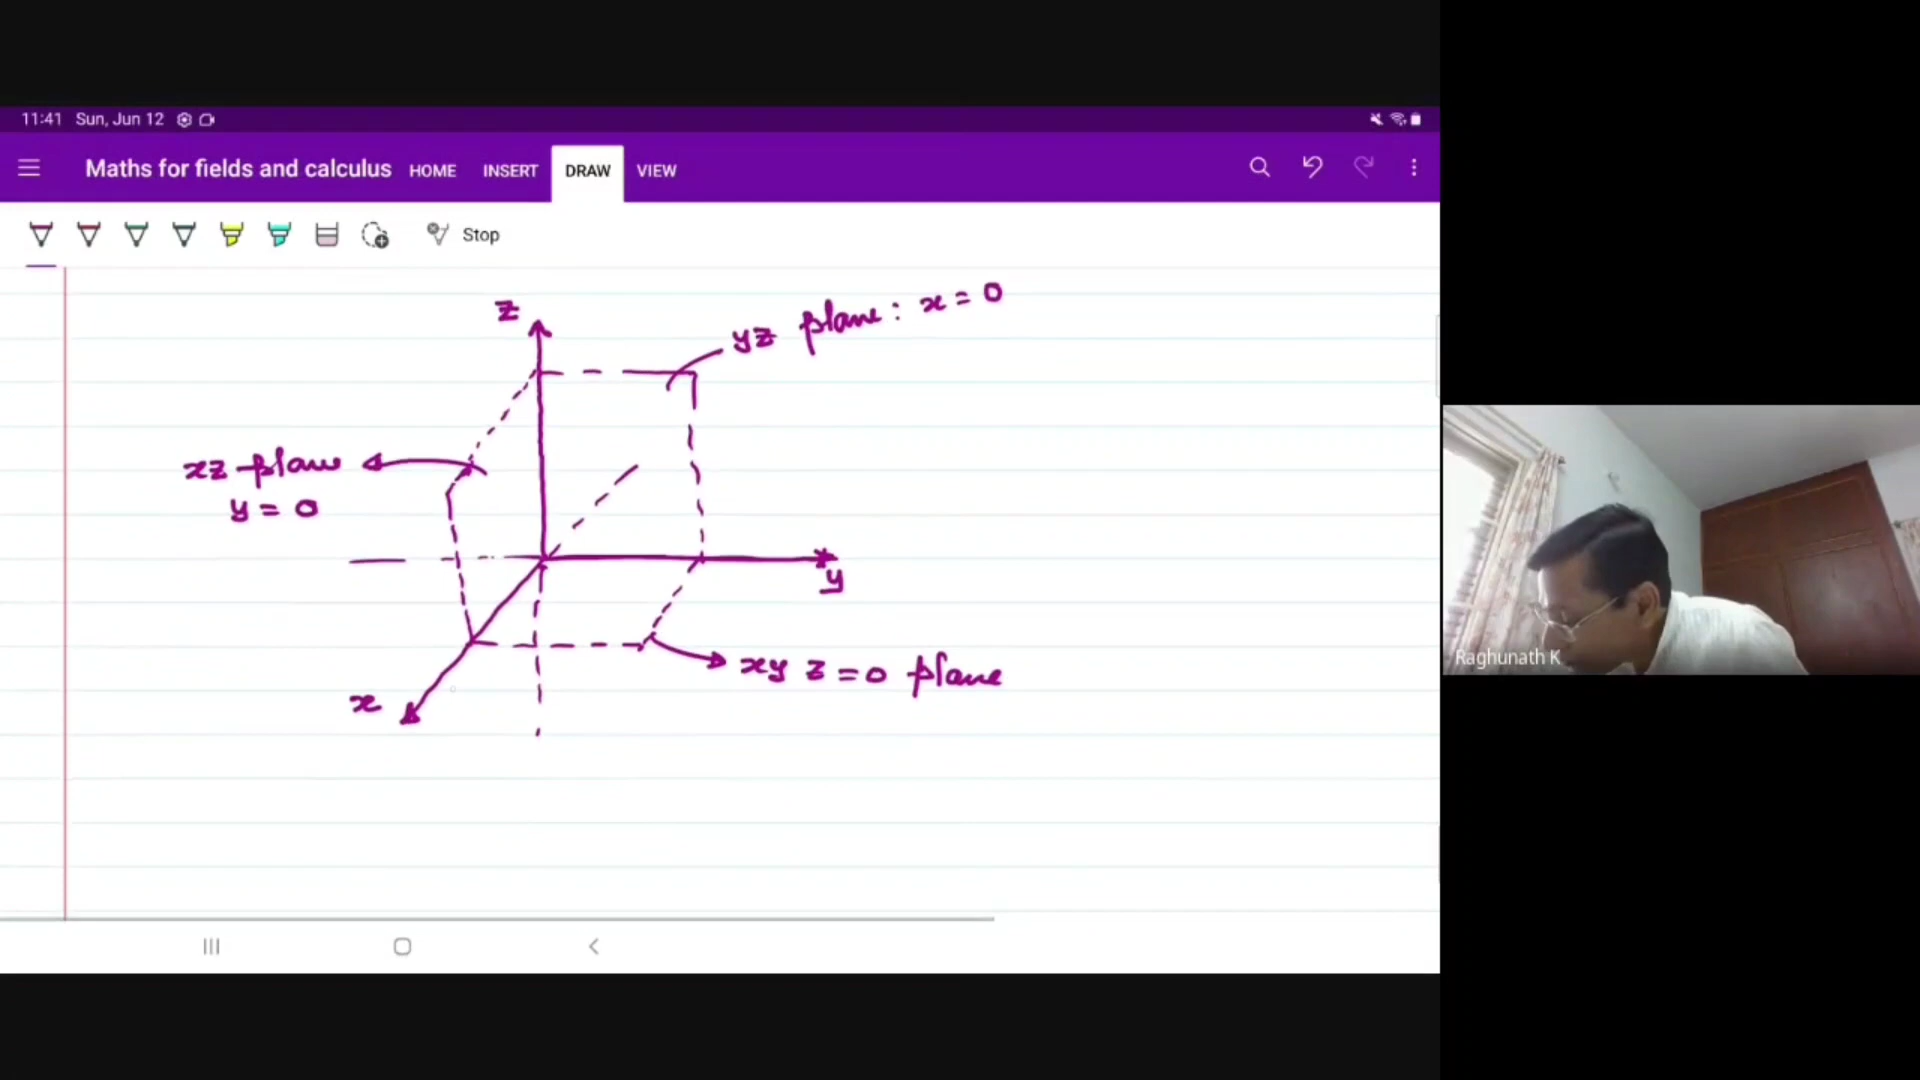 11:41 Sun, Jun 12
Maths for fields and calculus HOME INSERT DRAW VIEW
Stop
z
yz plane: x = 0
xz plane
y = 0
y
xy z = 0 plane
x
Raghunath K